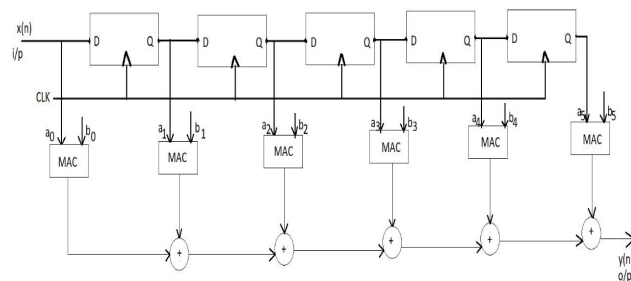 x(n)
i/p
D Q D Q D Q D Q D Q
CLK
a0 b0 a1 b1 a2 b2 a3 b3 a4 b4 a5 b5
MAC MAC MAC MAC MAC MAC
+ + + + +
y(n)
o/p